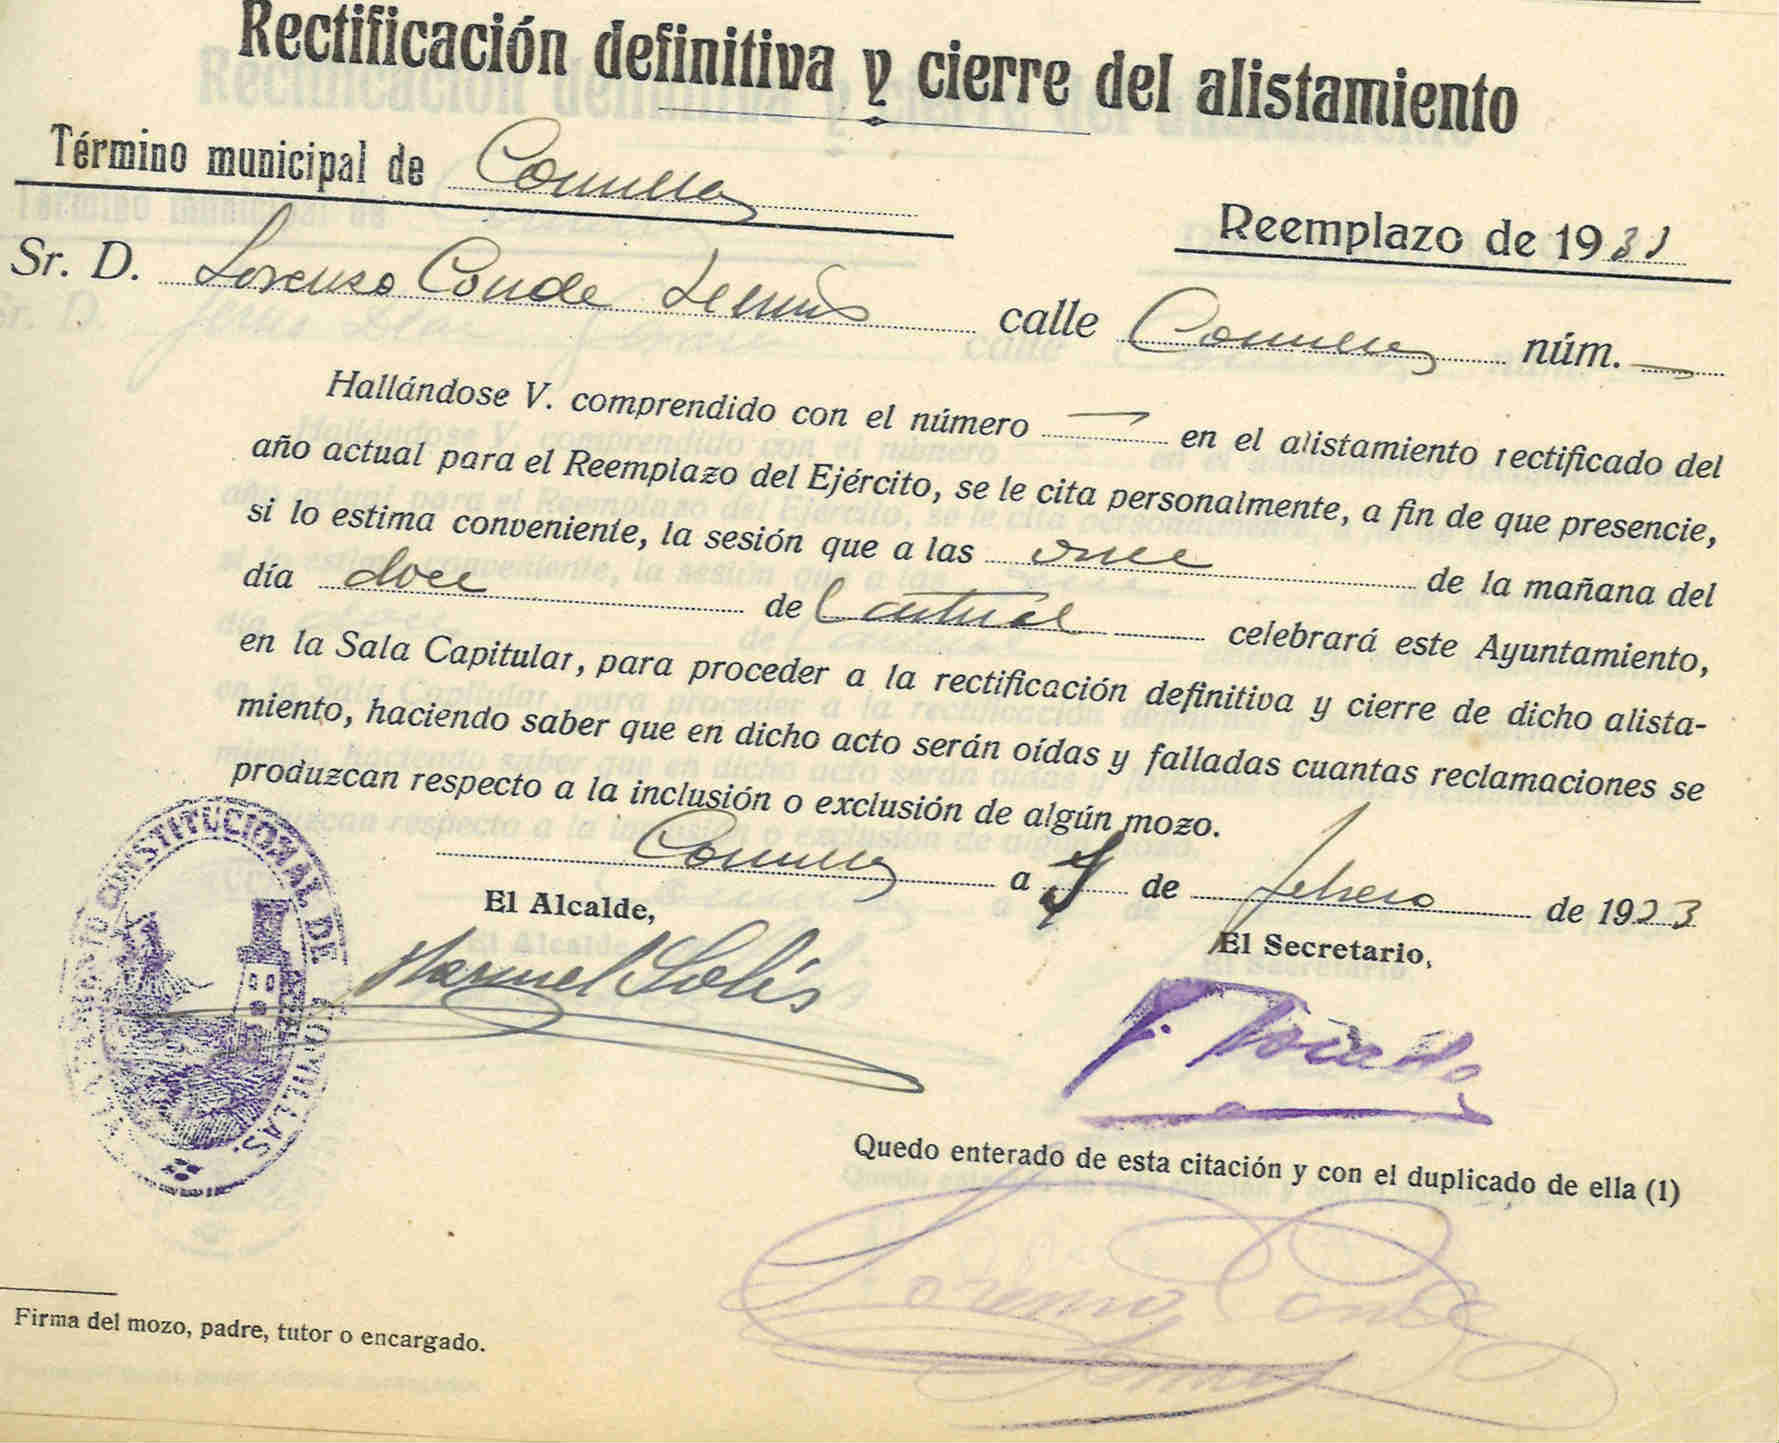 Rectificación definitiva y cierre del alistamiento
Término municipal de Comillas
Reemplazo de 1931
Sr. D. Lorenzo Conde calle Comillas núm. —
Hallándose V. comprendido con el número — en el alistamiento rectificado del
año actual para el Reemplazo del Ejército, se le cita personalmente, a fin de que presencie,
si lo estima conveniente, la sesión que a las once de la mañana del
día doce de l actual celebrará este Ayuntamiento,
en la Sala Capitular, para proceder a la rectificación definitiva y cierre de dicho alista-
miento, haciendo saber que en dicho acto serán oídas y falladas cuantas reclamaciones se
produzcan respecto a la inclusión o exclusión de algún mozo.
Comillas a de febrero de 1933
El Alcalde,
El Secretario,
Manuel Solís
AYUNTAMIENTO CONSTITUCIONAL DE COMILLAS
Quedo enterado de esta citación y con el duplicado de ella (1)
Lorenzo Conde
Firma del mozo, padre, tutor o encargado.